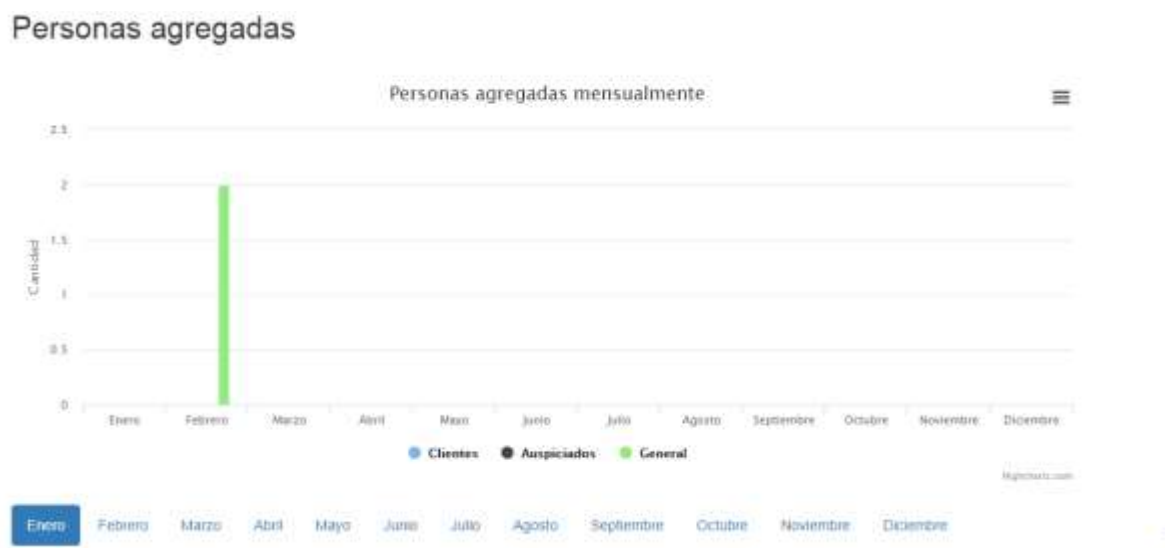 Personas agregadas
Personas agregadas mensualmente
2.5
2
1.5
1
0.5
0
Cantidad
Enero Febrero Marzo Abril Mayo Junio Julio Agosto Septiembre Octubre Noviembre Diciembre
Clientes Auspiciados General
Highcharts.com
Enero Febrero Marzo Abril Mayo Junio Julio Agosto Septiembre Octubre Noviembre Diciembre